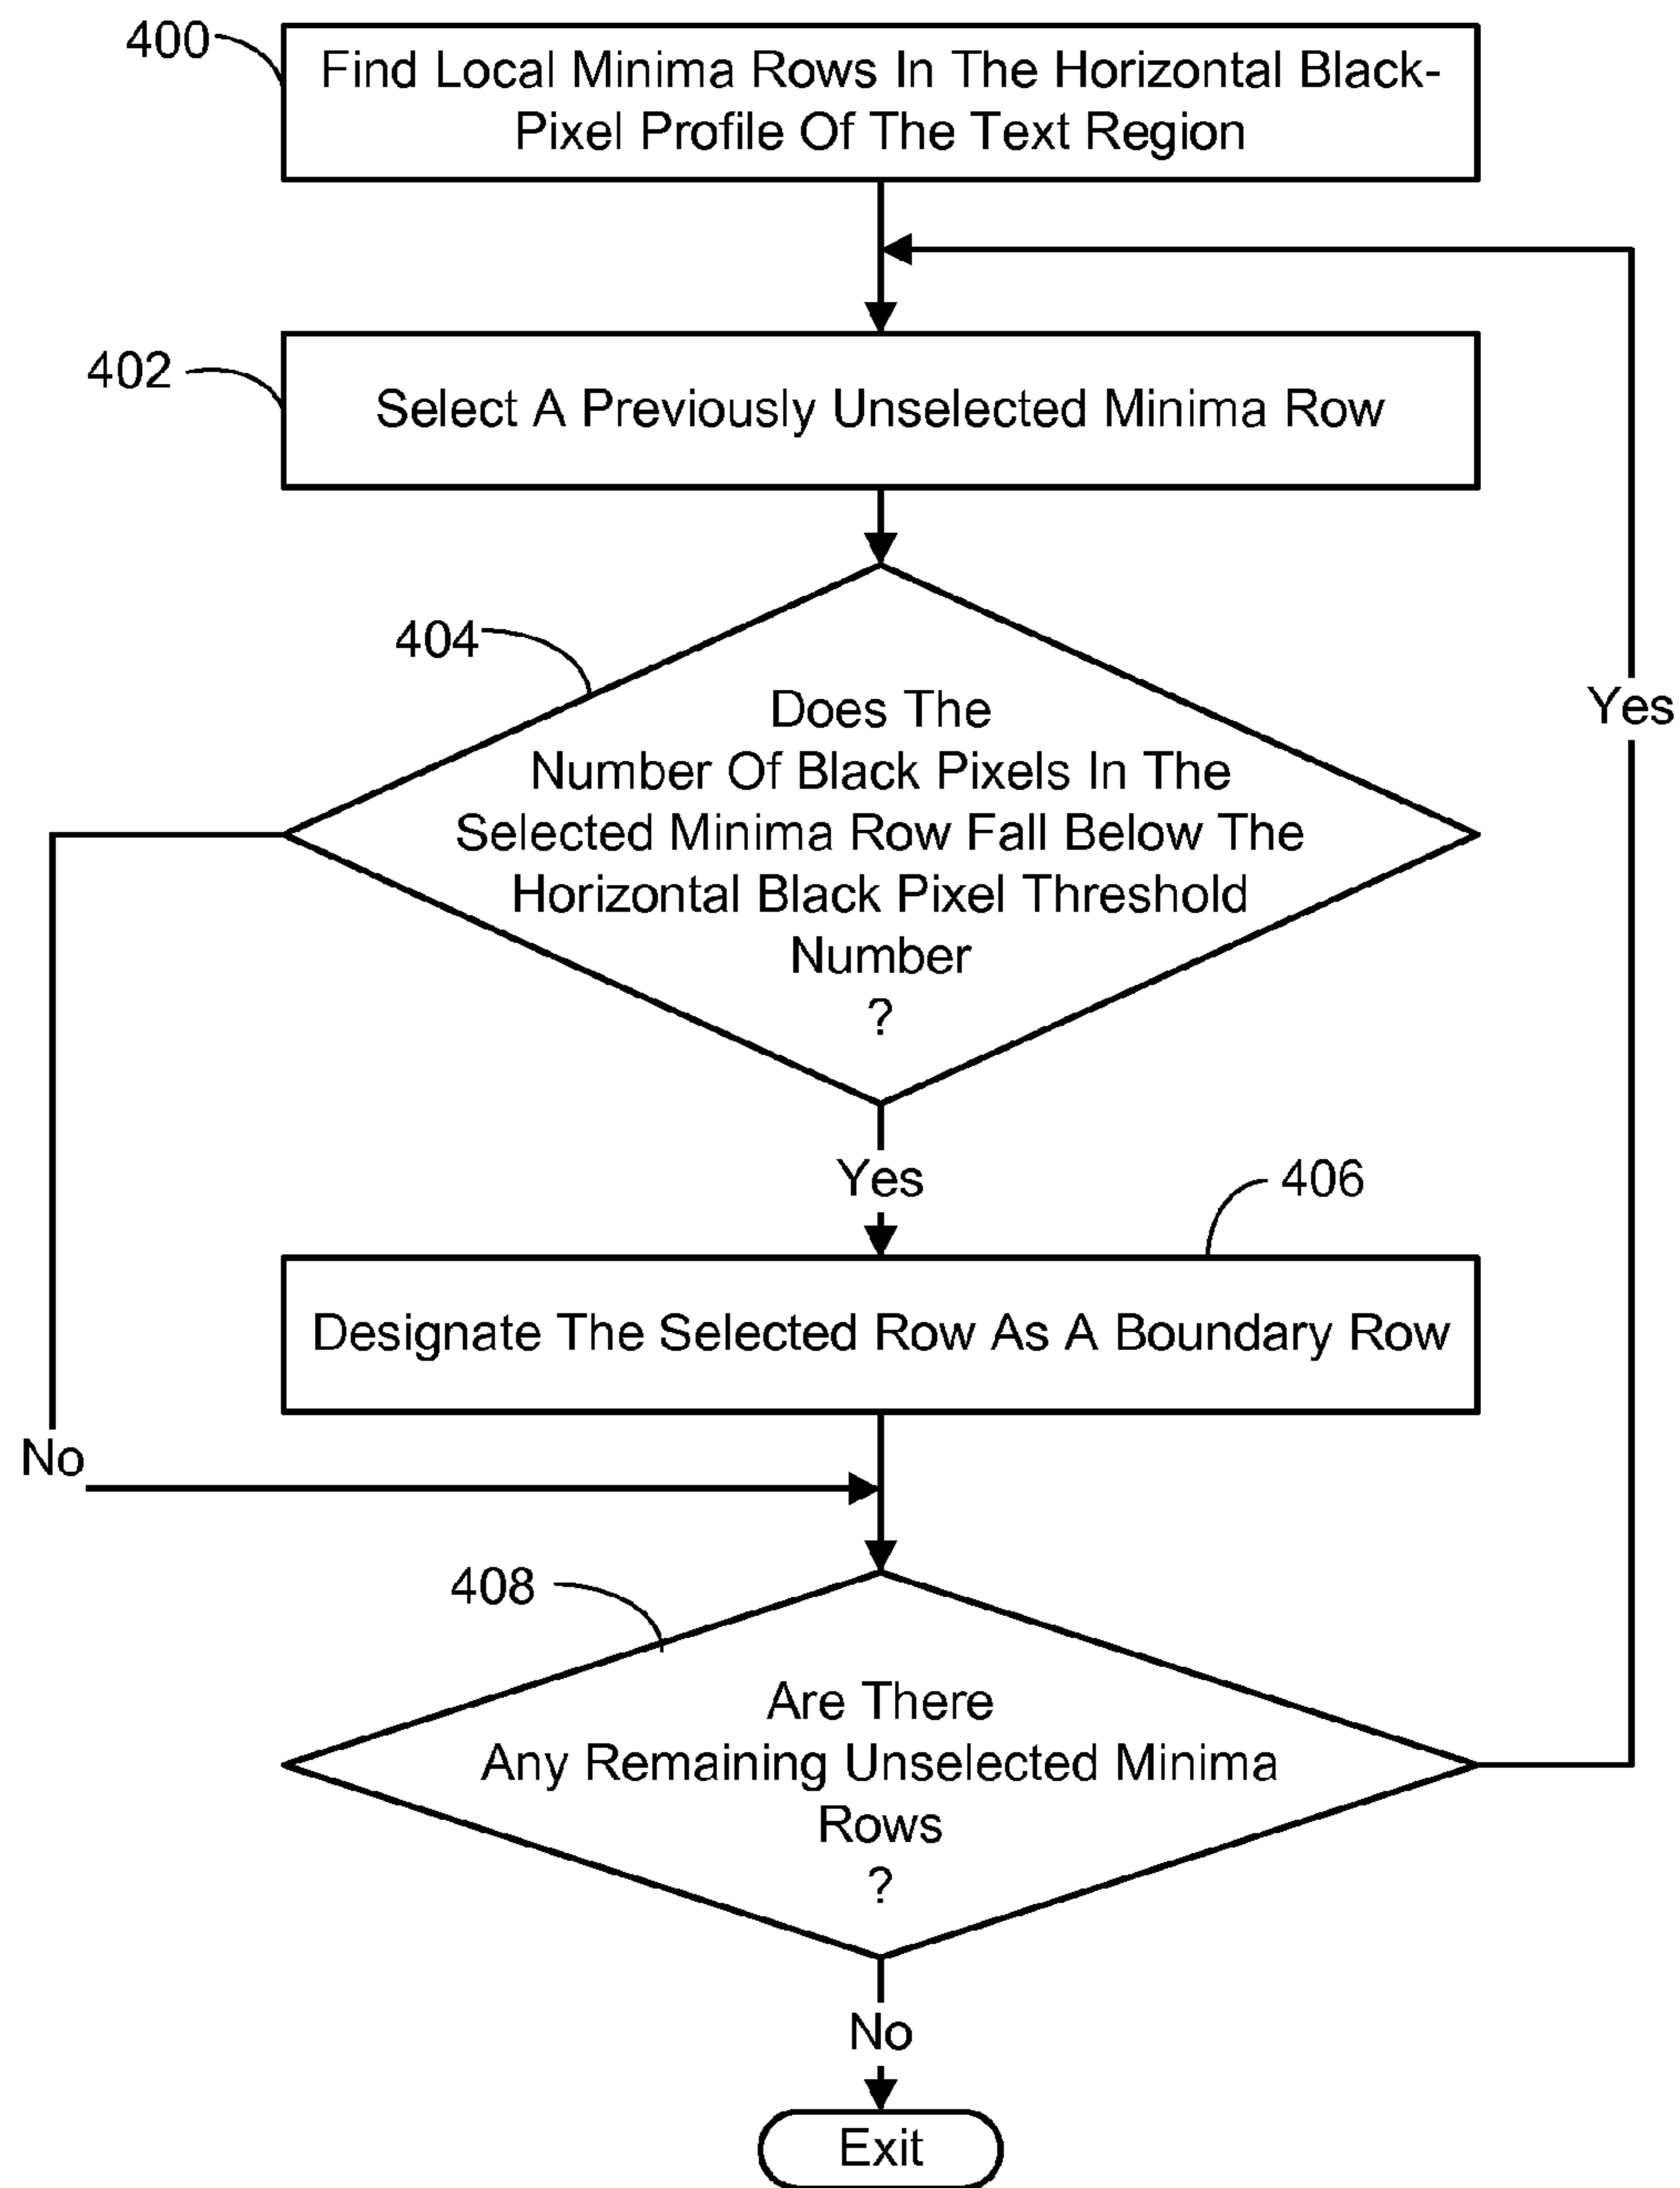 400
Find Local Minima Rows In The Horizontal Black-
Pixel Profile Of The Text Region
402
Select A Previously Unselected Minima Row
404
Does The
Number Of Black Pixels In The
Selected Minima Row Fall Below The
Horizontal Black Pixel Threshold
Number
?
Yes
Yes
406
Designate The Selected Row As A Boundary Row
No
408
Are There
Any Remaining Unselected Minima
Rows
?
No
Exit